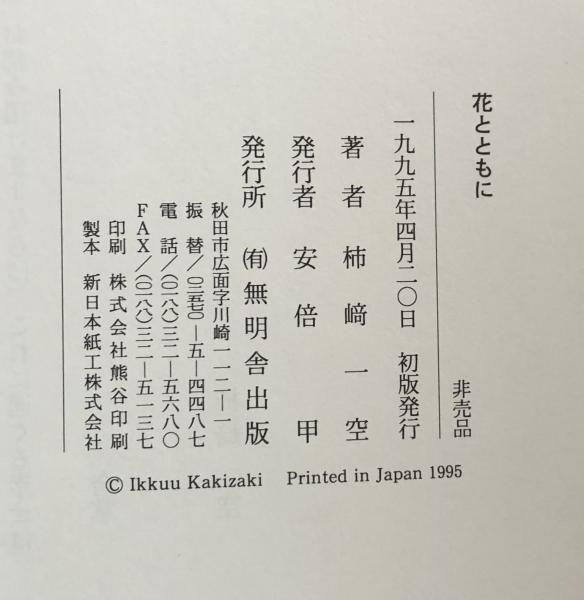 花とともに
非売品
一九九五年四月二〇日 初版発行
著者 柿﨑一空
発行者 安倍 甲
発行所 ㈲無明舎出版
秋田市広面字川崎一一二―一
振替／〇三五七〇―五―四四八七
電話／(〇一八八)三二―五六八〇
FAX／(〇一八八)三二―五一三七
印刷 株式会社熊谷印刷
製本 新日本紙工株式会社
© Ikkuu Kakizaki Printed in Japan 1995